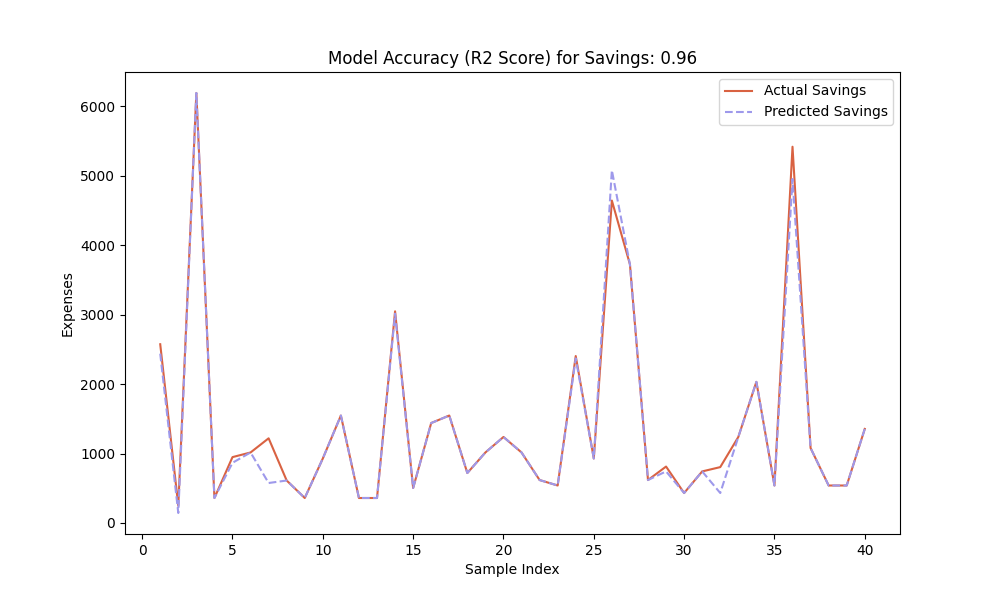 Model Accuracy (R2 Score) for Savings: 0.96
Actual Savings
Predicted Savings
6000
5000
4000
3000
2000
1000
0
Expenses
0 5 10 15 20 25 30 35 40
Sample Index